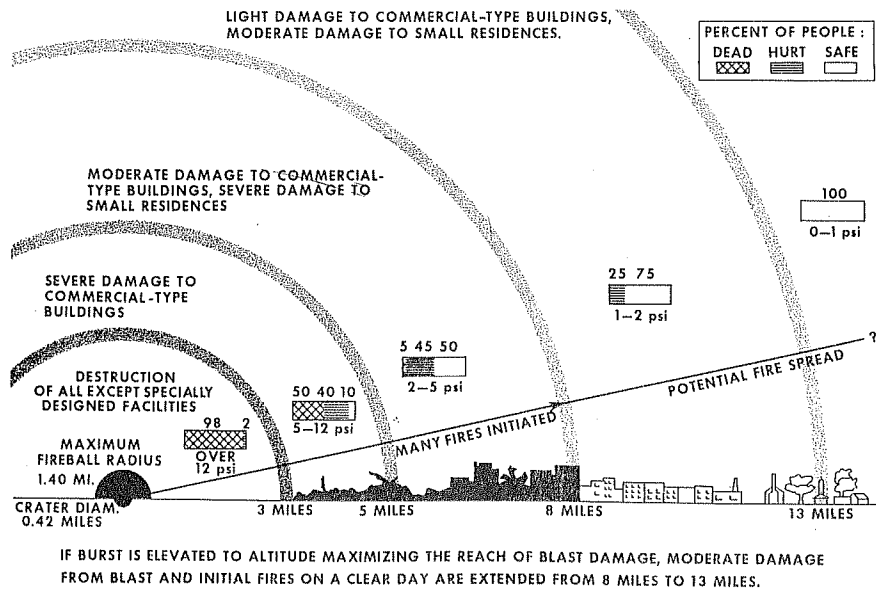 LIGHT DAMAGE TO COMMERCIAL-TYPE BUILDINGS,
MODERATE DAMAGE TO SMALL RESIDENCES.
PERCENT OF PEOPLE :
DEAD HURT SAFE
MODERATE DAMAGE TO COMMERCIAL-
TYPE BUILDINGS, SEVERE DAMAGE TO
SMALL RESIDENCES
100
0–1 psi
SEVERE DAMAGE TO
COMMERCIAL-TYPE
BUILDINGS
25 75
1–2 psi
5 45 50
2–5 psi
?
POTENTIAL FIRE SPREAD
DESTRUCTION
OF ALL EXCEPT SPECIALLY
DESIGNED FACILITIES
50 40 10
5–12 psi
98 2
OVER
12 psi
MANY FIRES INITIATED
MAXIMUM
FIREBALL RADIUS
1.40 MI.
CRATER DIAM.
0.42 MILES
3 MILES 5 MILES 8 MILES 13 MILES
IF BURST IS ELEVATED TO ALTITUDE MAXIMIZING THE REACH OF BLAST DAMAGE, MODERATE DAMAGE
FROM BLAST AND INITIAL FIRES ON A CLEAR DAY ARE EXTENDED FROM 8 MILES TO 13 MILES.